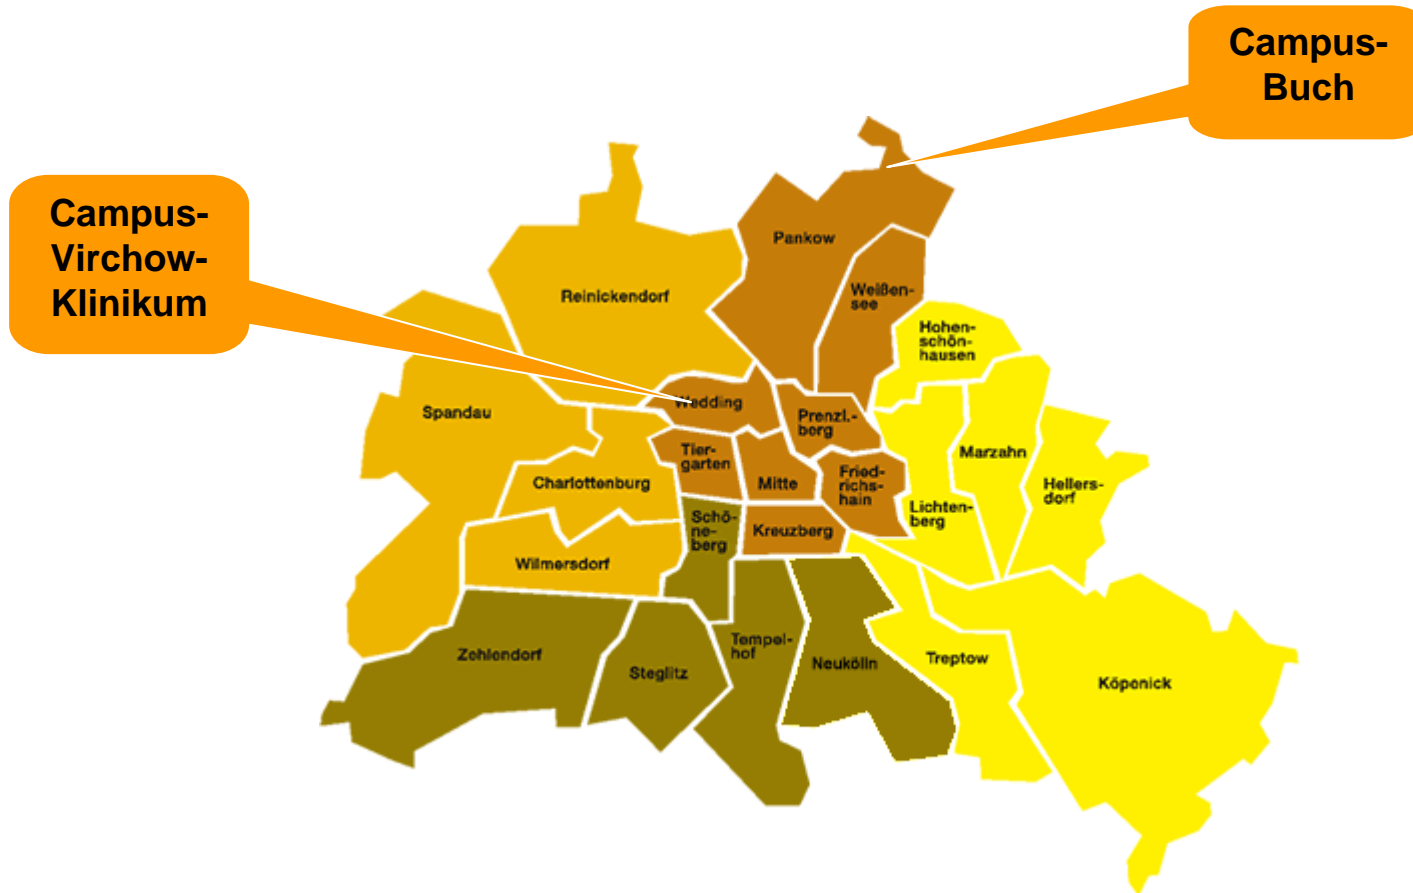 Campus-
Buch
Campus-
Virchow-
Klinikum
Pankow
Reinickendorf
Weißen-
see
Hohen-
schön-
hausen
Spandau
Wedding
Prenzl.-
berg
Marzahn
Tier-
garten
Mitte
Fried-
richs-
hain
Charlottenburg
Hellers-
dorf
Lichten-
berg
Schö-
ne-
berg
Kreuzberg
Wilmersdorf
Zehlendorf
Steglitz
Tempel-
hof
Neukölln
Treptow
Köpenick